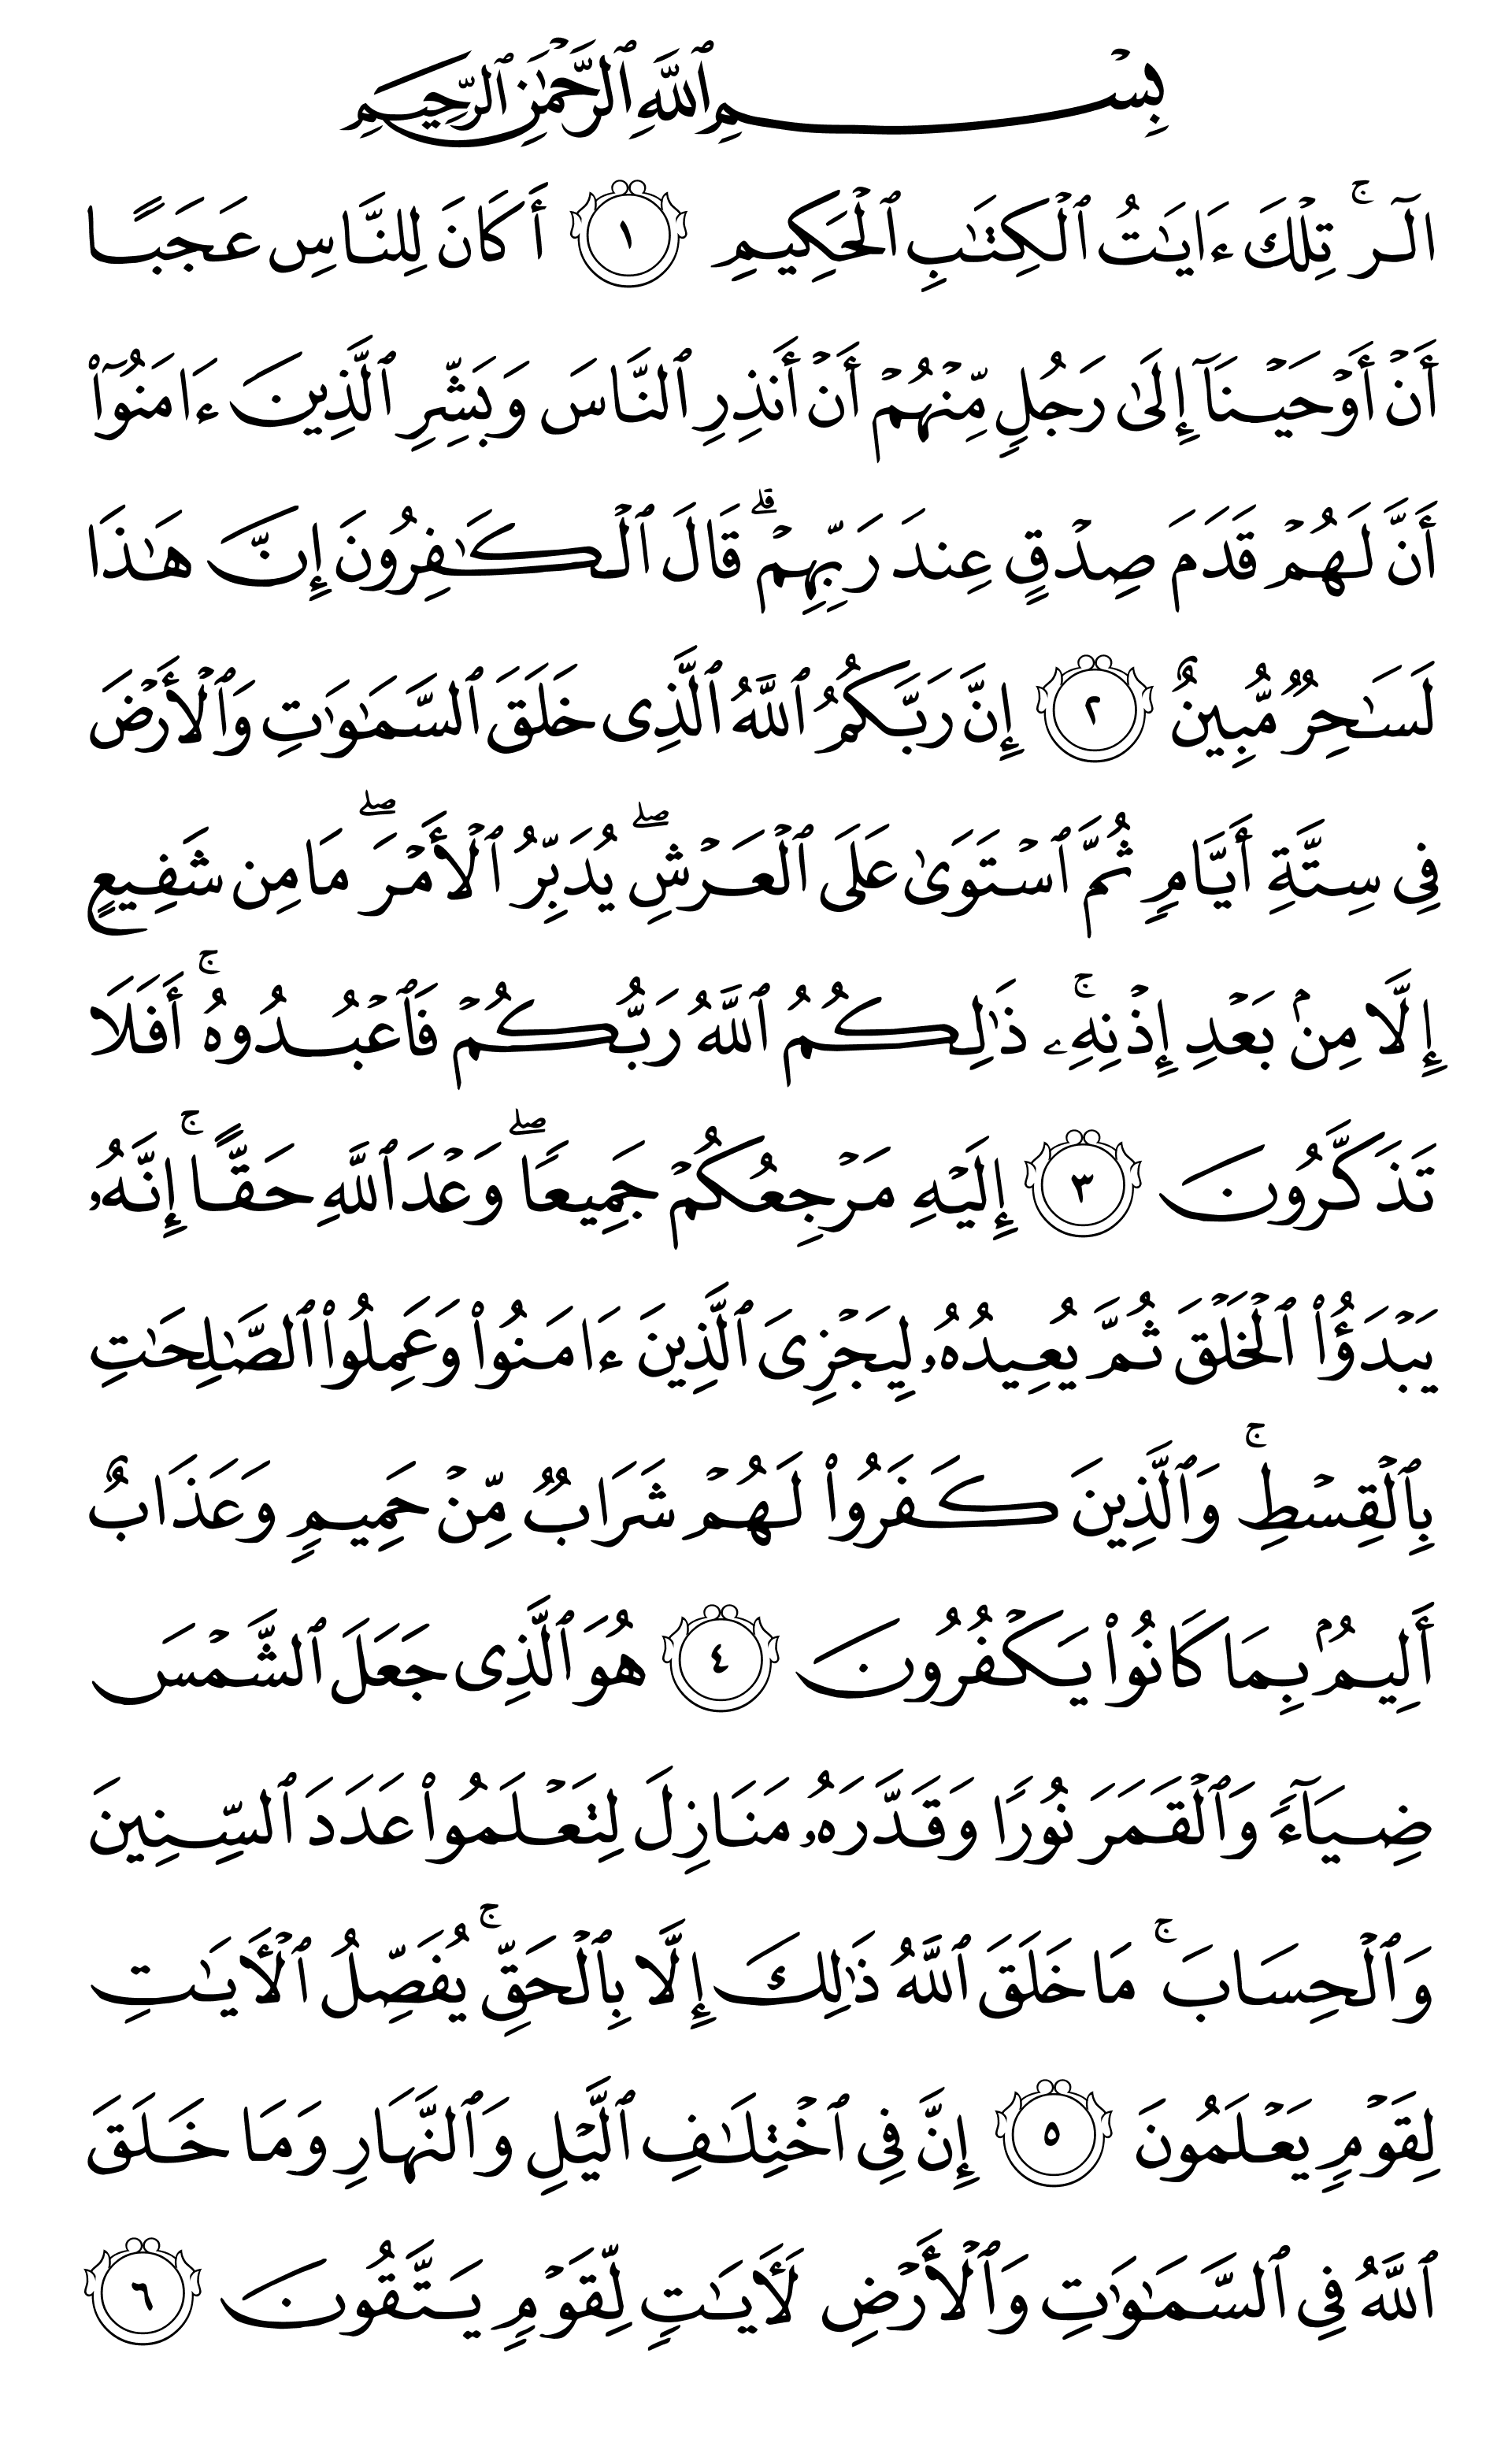 بِسْمِ ٱللَّهِ ٱلرَّحْمَٰنِ ٱلرَّحِيمِ
الٓر ۚ تِلْكَ ءَايَٰتُ ٱلْكِتَٰبِ ٱلْحَكِيمِ ١ أَكَانَ لِلنَّاسِ عَجَبًا
أَنْ أَوْحَيْنَآ إِلَىٰ رَجُلٍ مِّنْهُمْ أَنْ أَنذِرِ ٱلنَّاسَ وَبَشِّرِ ٱلَّذِينَ ءَامَنُوٓا۟
أَنَّ لَهُمْ قَدَمَ صِدْقٍ عِندَ رَبِّهِمْ ۗ قَالَ ٱلْكَٰفِرُونَ إِنَّ هَٰذَا
لَسَٰحِرٌ مُّبِينٌ ٢ إِنَّ رَبَّكُمُ ٱللَّهُ ٱلَّذِى خَلَقَ ٱلسَّمَٰوَٰتِ وَٱلْأَرْضَ
فِى سِتَّةِ أَيَّامٍ ثُمَّ ٱسْتَوَىٰ عَلَى ٱلْعَرْشِ ۖ يُدَبِّرُ ٱلْأَمْرَ ۖ مَا مِن شَفِيعٍ
إِلَّا مِنۢ بَعْدِ إِذْنِهِۦ ۚ ذَٰلِكُمُ ٱللَّهُ رَبُّكُمْ فَٱعْبُدُوهُ ۚ أَفَلَا
تَذَكَّرُونَ ٣ إِلَيْهِ مَرْجِعُكُمْ جَمِيعًا ۖ وَعْدَ ٱللَّهِ حَقًّا ۚ إِنَّهُۥ
يَبْدَؤُا۟ ٱلْخَلْقَ ثُمَّ يُعِيدُهُۥ لِيَجْزِىَ ٱلَّذِينَ ءَامَنُوا۟ وَعَمِلُوا۟ ٱلصَّٰلِحَٰتِ
بِٱلْقِسْطِ ۚ وَٱلَّذِينَ كَفَرُوا۟ لَهُمْ شَرَابٌ مِّنْ حَمِيمٍ وَعَذَابٌ
أَلِيمٌۢ بِمَا كَانُوا۟ يَكْفُرُونَ ٤ هُوَ ٱلَّذِى جَعَلَ ٱلشَّمْسَ
ضِيَآءً وَٱلْقَمَرَ نُورًا وَقَدَّرَهُۥ مَنَازِلَ لِتَعْلَمُوا۟ عَدَدَ ٱلسِّنِينَ
وَٱلْحِسَابَ ۚ مَا خَلَقَ ٱللَّهُ ذَٰلِكَ إِلَّا بِٱلْحَقِّ ۚ يُفَصِّلُ ٱلْأَيَٰتِ
لِقَوْمٍ يَعْلَمُونَ ٥ إِنَّ فِى ٱخْتِلَٰفِ ٱلَّيْلِ وَٱلنَّهَارِ وَمَا خَلَقَ
ٱللَّهُ فِى ٱلسَّمَٰوَٰتِ وَٱلْأَرْضِ لَأَيَٰتٍ لِّقَوْمٍ يَتَّقُونَ ٦